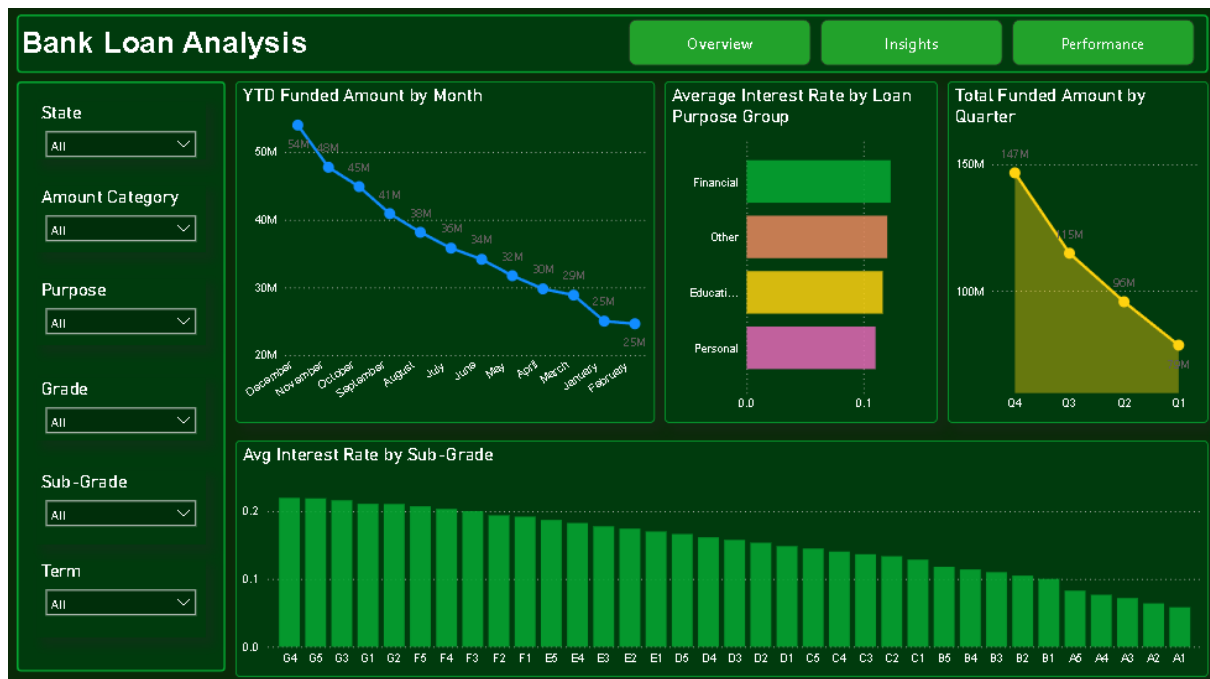 Bank Loan Analysis
Overview
Insights
Performance
State
All
Amount Category
All
Purpose
All
Grade
All
Sub-Grade
All
Term
All
YTD Funded Amount by Month
50M
40M
30M
20M
54M
48M
45M
41M
38M
36M
34M
32M
30M
29M
25M
25M
December
November
October
September
August
July
June
May
April
March
January
February
Average Interest Rate by Loan
Purpose Group
Financial
Other
Educati...
Personal
0.0 0.1
Total Funded Amount by
Quarter
150M
100M
147M
115M
96M
Q4 Q3 Q2 Q1
Avg Interest Rate by Sub-Grade
0.2
0.1
0.0
G4 G5 G3 G1 G2 F5 F4 F3 F2 F1 E5 E4 E3 E2 E1 D5 D4 D3 D2 D1 C5 C4 C3 C2 C1 B5 B4 B3 B2 B1 A5 A4 A3 A2 A1